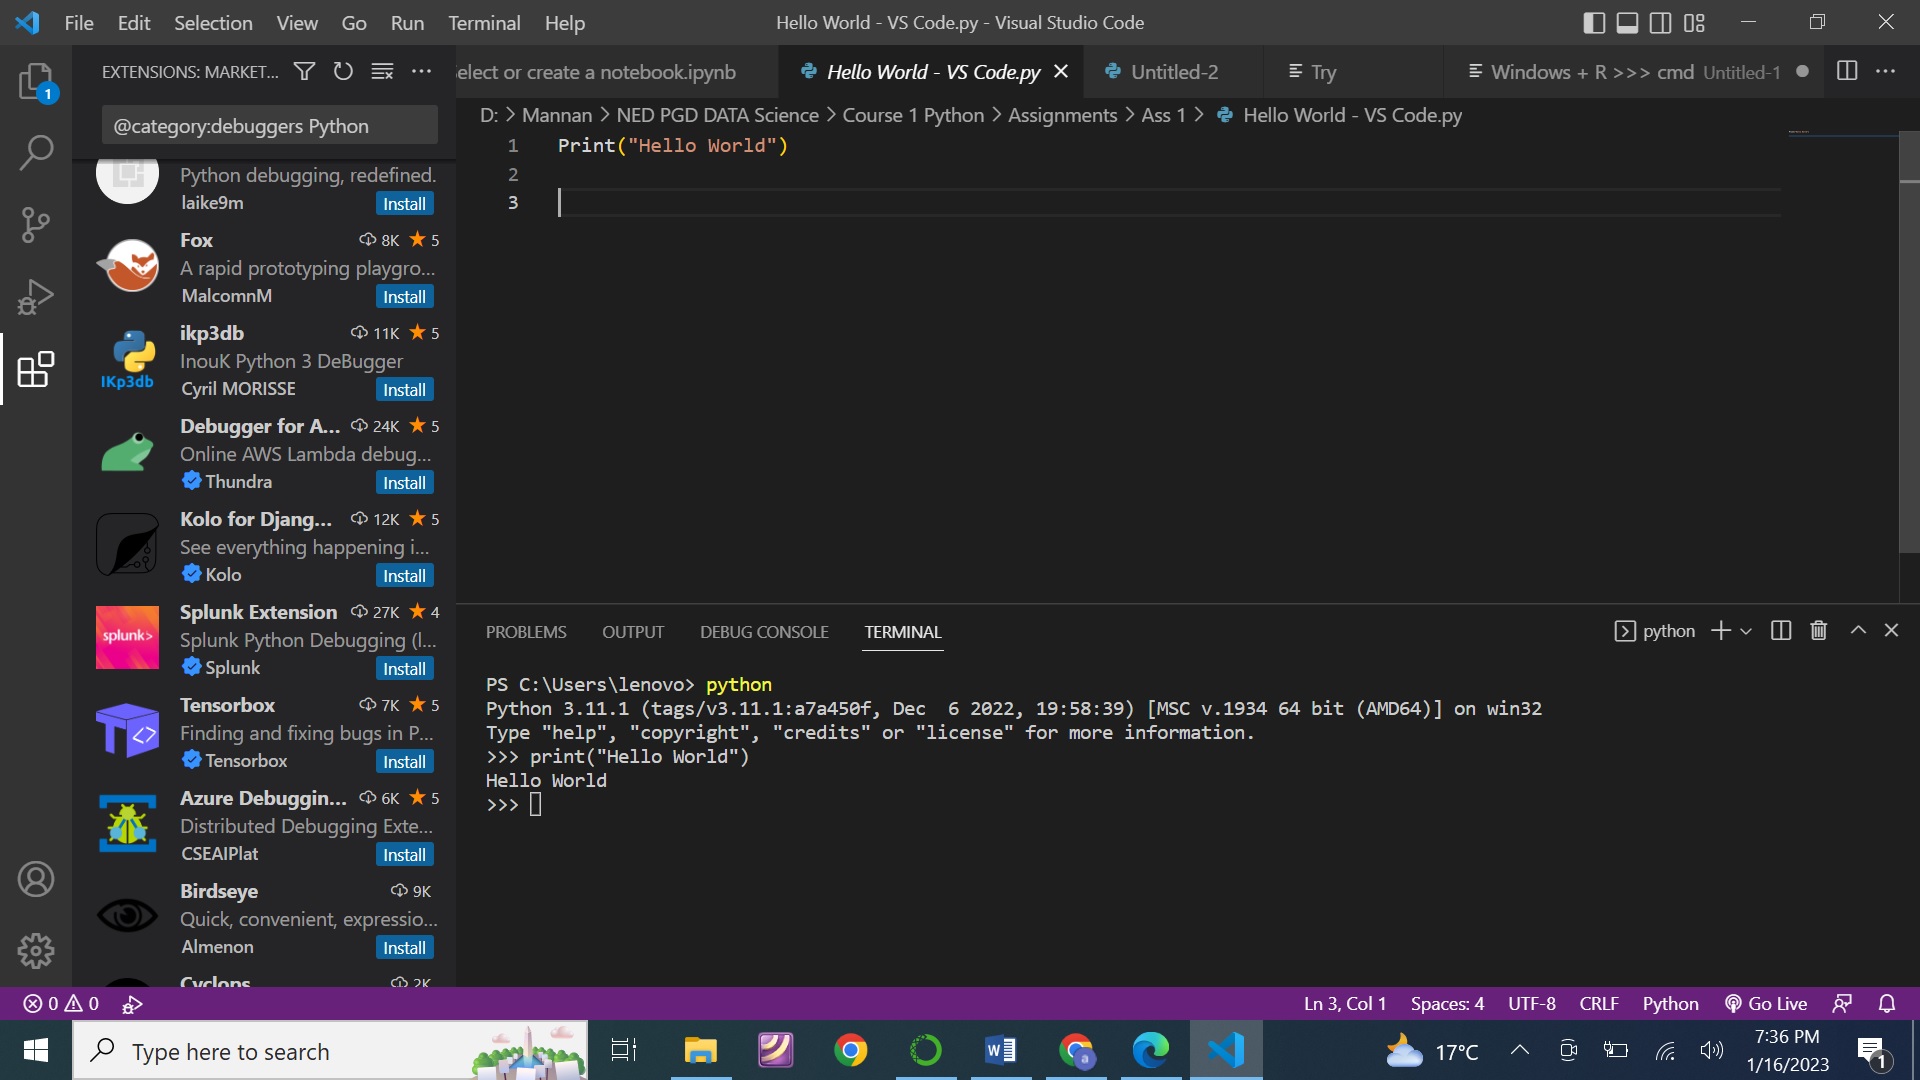 File Edit Selection View Go Run Terminal Help
Hello World - VS Code.py - Visual Studio Code
EXTENSIONS: MARKET...
elect or create a notebook.ipynb
Hello World - VS Code.py
Untitled-2
Try
Windows + R >>> cmd Untitled-1
1
@category:debuggers Python
D: > Mannan > NED PGD DATA Science > Course 1 Python > Assignments > Ass 1 > Hello World - VS Code.py
1 Print("Hello World")
2
3
Python debugging, redefined.
laike9m Install
Fox 8K 5
A rapid prototyping playgro...
MalcomnM Install
ikp3db 11K 5
IKp3db
InouK Python 3 DeBugger
Cyril MORISSE Install
Debugger for A... 24K 5
Online AWS Lambda debug...
Thundra Install
Kolo for Djang... 12K 5
See everything happening i...
Kolo Install
Splunk Extension 27K 4
splunk>
Splunk Python Debugging (l...
Splunk Install
Tensorbox 7K 5
Finding and fixing bugs in P...
Tensorbox Install
Azure Debuggin... 6K 5
Distributed Debugging Exte...
CSEAIPlat Install
Birdseye 9K
Quick, convenient, expressio...
Almenon Install
Cyclops 2K
PROBLEMS OUTPUT DEBUG CONSOLE TERMINAL
python
PS C:\Users\lenovo> python
Python 3.11.1 (tags/v3.11.1:a7a450f, Dec  6 2022, 19:58:39) [MSC v.1934 64 bit (AMD64)] on win32
Type "help", "copyright", "credits" or "license" for more information.
>>> print("Hello World")
Hello World
>>>
0 0
Ln 3, Col 1 Spaces: 4 UTF-8 CRLF Python Go Live
Type here to search
17°C
7:36 PM
1/16/2023
1